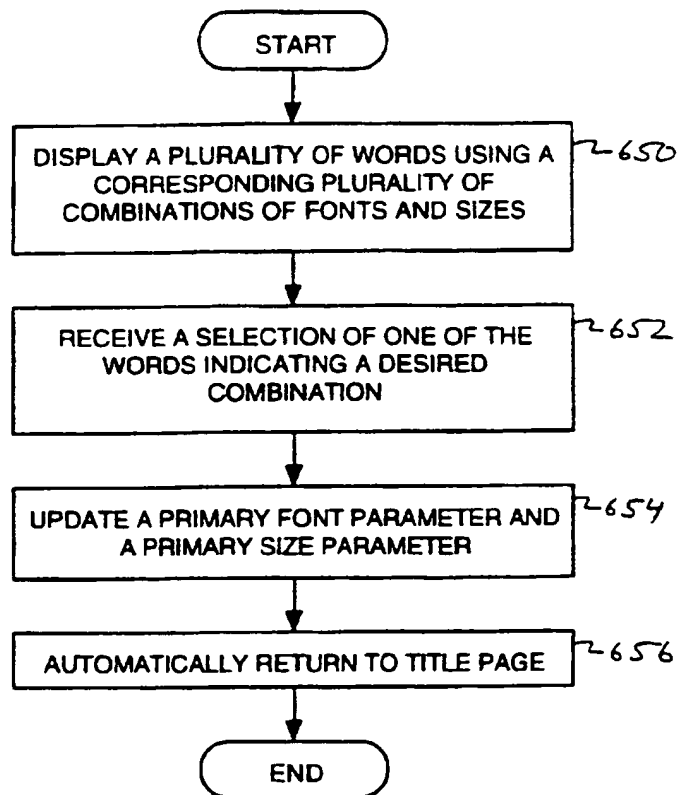 START
DISPLAY A PLURALITY OF WORDS USING A
650
CORRESPONDING PLURALITY OF
COMBINATIONS OF FONTS AND SIZES
RECEIVE A SELECTION OF ONE OF THE
652
WORDS INDICATING A DESIRED
COMBINATION
UPDATE A PRIMARY FONT PARAMETER AND
654
A PRIMARY SIZE PARAMETER
AUTOMATICALLY RETURN TO TITLE PAGE
656
END